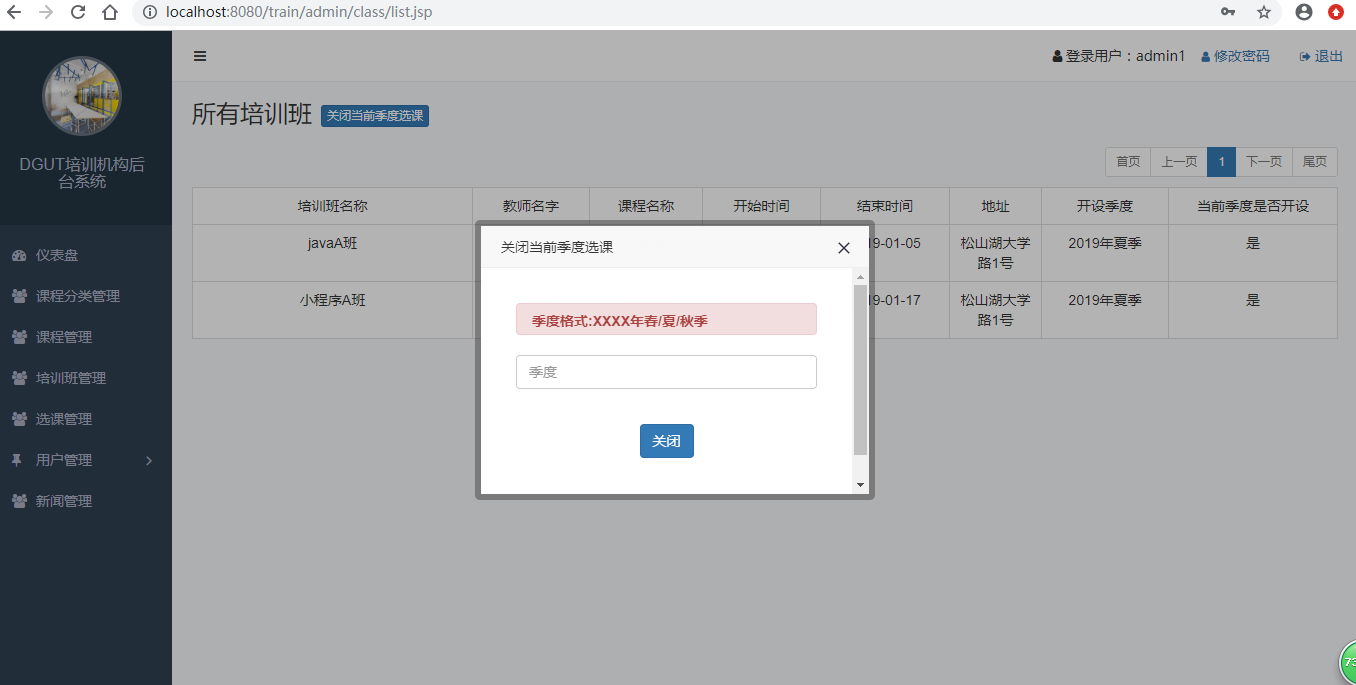 localhost:8080/train/admin/class/list.jsp
登录用户：admin1 修改密码 退出
DGUT培训机构后
台系统
仪表盘
课程分类管理
课程管理
培训班管理
选课管理
用户管理
新闻管理
所有培训班 关闭当前季度选课
首页 上一页 1 下一页 尾页
培训班名称 教师名字 课程名称 开始时间 结束时间 地址 开设季度 当前季度是否开设
javaA班 9-01-05 松山湖大学 2019年夏季 是
路1号
小程序A班 9-01-17 松山湖大学 2019年夏季 是
路1号
关闭当前季度选课
季度格式:XXXX年春/夏/秋季
季度
关闭